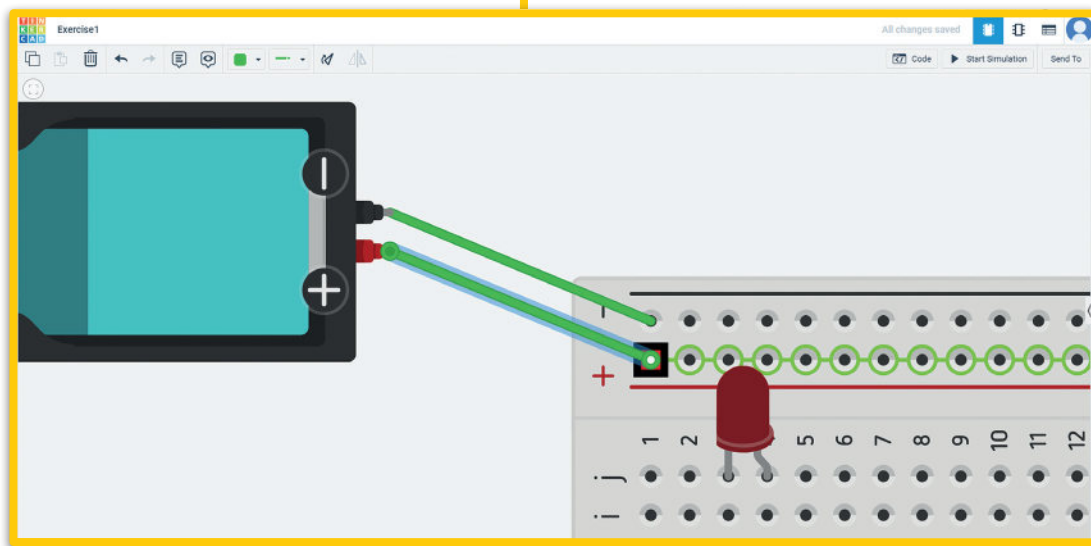 TIN
KER
CAD
Exercise1
All changes saved
Code
Start Simulation
Send To
−
+
−
+
1 2 4 5 6 7 8 9 10 11 12
j
i